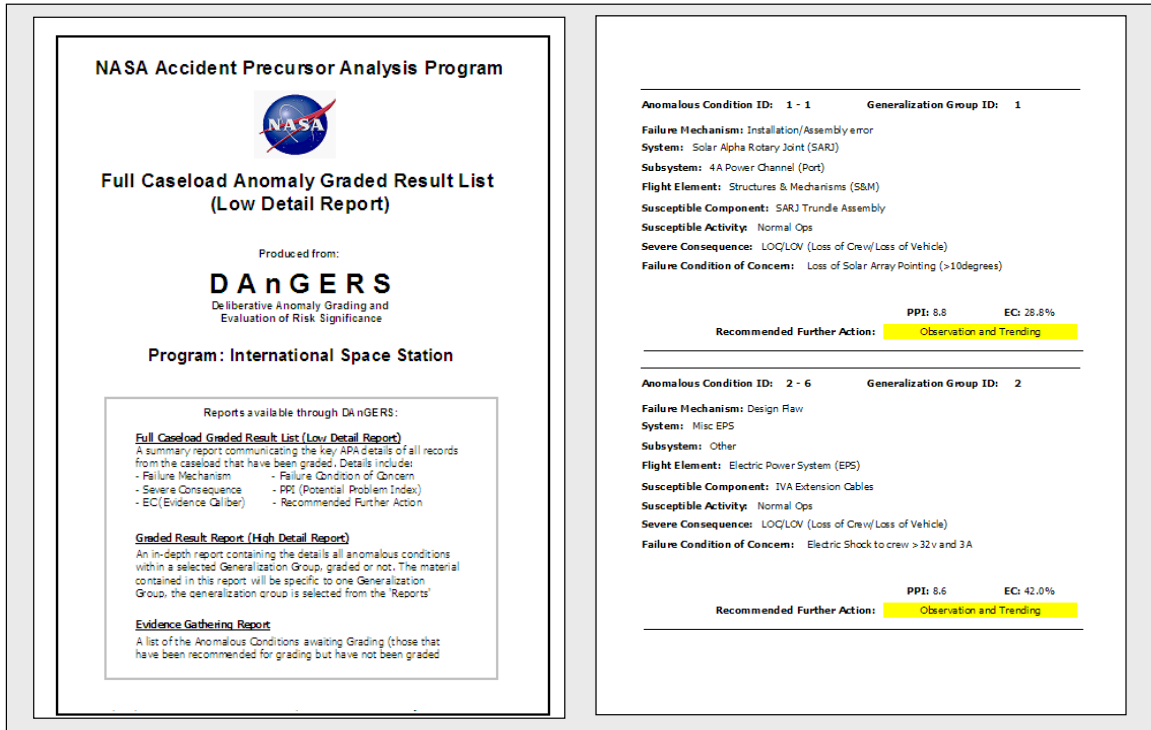 NASA Accident Precursor Analysis Program
NASA
Full Caseload Anomaly Graded Result List
(Low Detail Report)
Produced from:
DAnGERS
Deliberative Anomaly Grading and
Evaluation of Risk Significance
Program: International Space Station
Reports available through DAnGERS:
Full Caseload Graded Result List (Low Detail Report)
A summary report communicating the key APA details of all records
from the caseload that have been graded. Details include:
- Failure Mechanism - Failure Condition of Concern
- Severe Consequence - PPI (Potential Problem Index)
- EC(Evidence Caliber) - Recommended Further Action
Graded Result Report (High Detail Report)
An in-depth report containing the details all anomalous conditions
within a selected Generalization Group, graded or not. The material
contained in this report will be specific to one Generalization
Group, the generalization group is selected from the 'Reports'
Evidence Gathering Report
A list of the Anomalous Conditions awaiting Grading (those that
have been recommended for grading but have not been graded
Anomalous Condition ID: 1 - 1 Generalization Group ID: 1
Failure Mechanism: Installation/Assembly error
System: Solar Alpha Rotary Joint (SARJ)
Subsystem: 4A Power Channel (Port)
Flight Element: Structures & Mechanisms (S&M)
Susceptible Component: SARJ Trundle Assembly
Susceptible Activity: Normal Ops
Severe Consequence: LOC/LOV (Loss of Crew/Loss of Vehicle)
Failure Condition of Concern: Loss of Solar Array Pointing (>10degrees)
PPI: 8.8 EC: 28.8%
Recommended Further Action: Observation and Trending
Anomalous Condition ID: 2 - 6 Generalization Group ID: 2
Failure Mechanism: Design Flaw
System: Misc EPS
Subsystem: Other
Flight Element: Electric Power System (EPS)
Susceptible Component: IVA Extension Cables
Susceptible Activity: Normal Ops
Severe Consequence: LOC/LOV (Loss of Crew/Loss of Vehicle)
Failure Condition of Concern: Electric Shock to crew >32v and 3A
PPI: 8.6 EC: 42.0%
Recommended Further Action: Observation and Trending